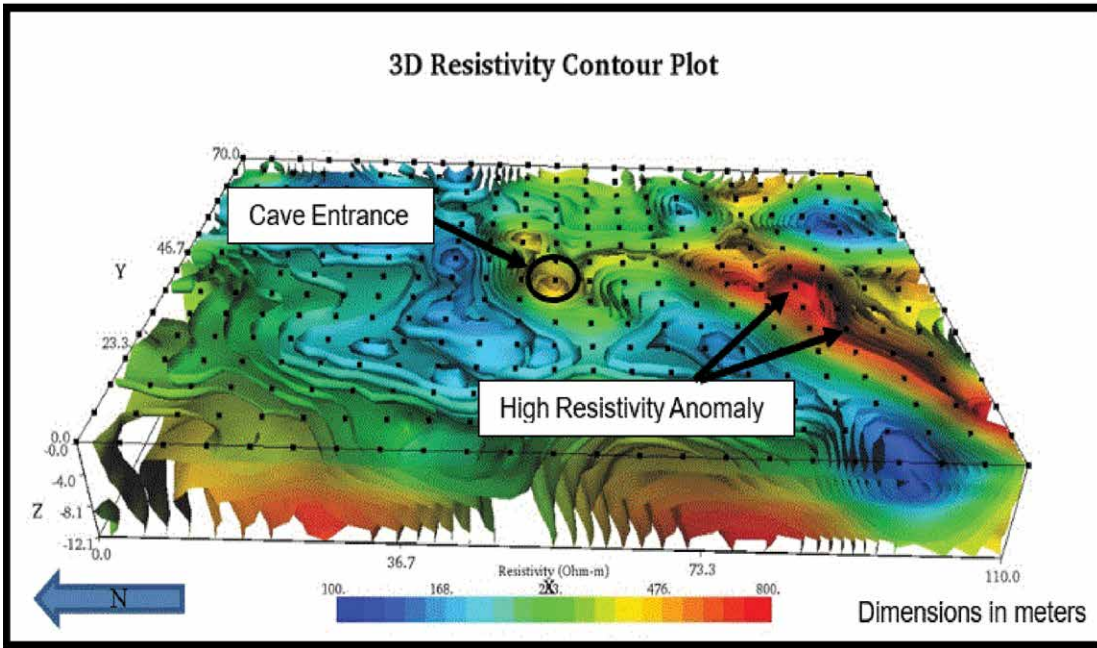 3D Resistivity Contour Plot
70.0
Cave Entrance
46.7
Y
23.3
High Resistivity Anomaly
0.0
-0.0
-4.0
Z
-8.1
-12.1
0.0
36.7
73.3
110.0
Resistivity (Ohm-m)
X
100.
168.
476.
800.
N
Dimensions in meters